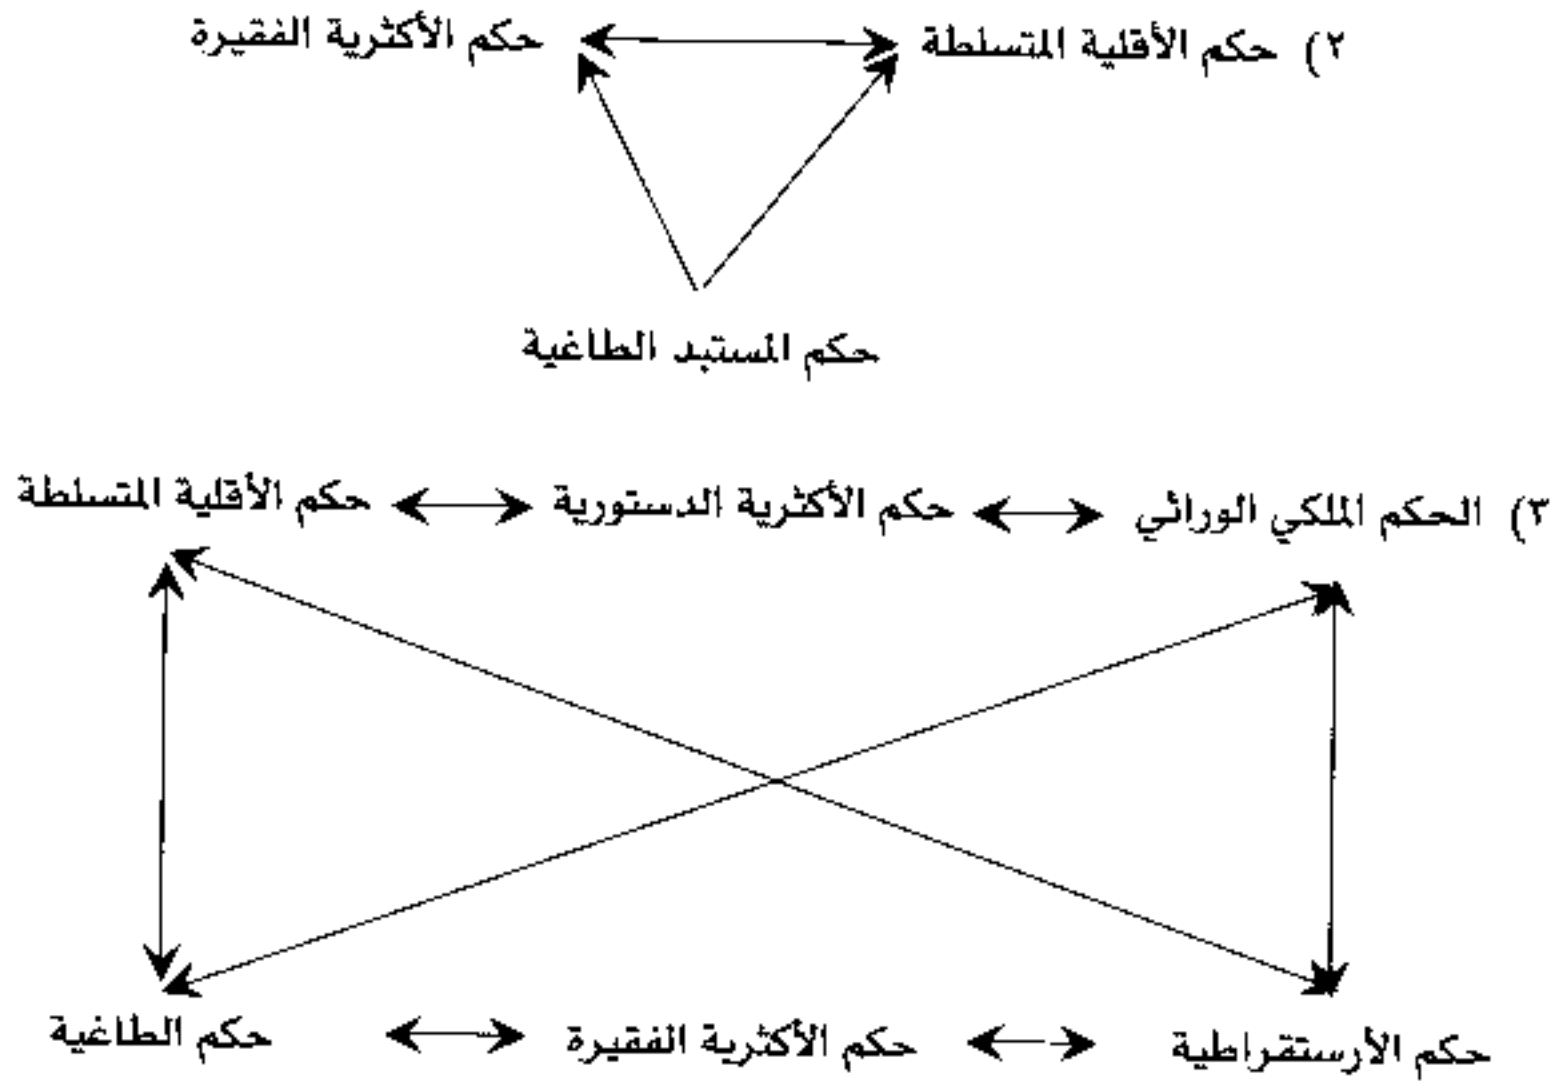 ٢) حكم الأقلية المتسلطة حكم الأكثرية الفقيرة
حكم المستبد الطاغية
٣) الحكم الملكي الوراثي حكم الأكثرية الدستورية حكم الأقلية المتسلطة
حكم الأرستقراطية حكم الأكثرية الفقيرة حكم الطاغية